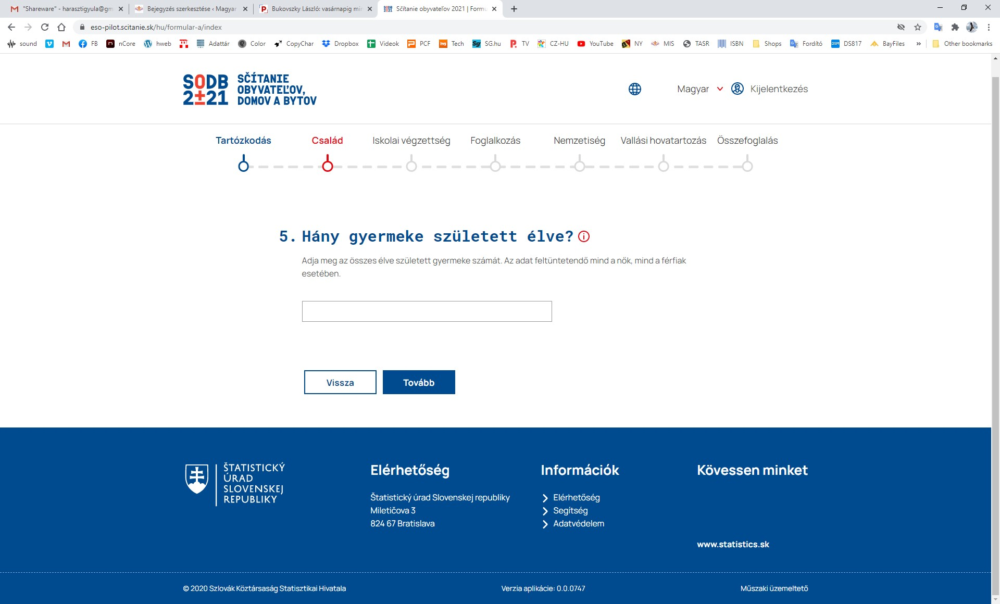 "Shareware" - harasztigyula@gm
Bejegyzés szerkesztése ‹ Magyar
Bukovszky László: vasárnapig min
Sčítanie obyvateľov 2021 | Formu
eso-pilot.scitanie.sk/hu/formular-a/index
sound FB nCore hweb Adattár Color CopyChar Dropbox Videok PCF Tech SG.hu TV CZ-HU YouTube NY MIS TASR ISBN Shops Fordító DS817 BayFiles » Other bookmarks
SODB
2±21
SČÍTANIE
OBYVATEĽOV,
DOMOV A BYTOV
Magyar
Kijelentkezés
Tartózkodás Család Iskolai végzettség Foglalkozás Nemzetiség Vallási hovatartozás Összefoglalás
5. Hány gyermeke született élve?
Adja meg az összes élve született gyermeke számát. Az adat feltüntetendő mind a nők, mind a férfiak
esetében.
Vissza
Tovább
ŠTATISTICKÝ
ÚRAD
SLOVENSKEJ
REPUBLIKY
Elérhetőség
Štatistický úrad Slovenskej republiky
Miletičova 3
824 67 Bratislava
Információk
Elérhetőség
Segítség
Adatvédelem
Kövessen minket
www.statistics.sk
© 2020 Szlovák Köztársaság Statisztikai Hivatala
Verzia aplikácie: 0.0.0747
Műszaki üzemeltető